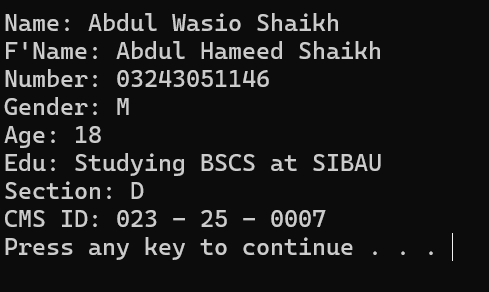 Name: Abdul Wasio Shaikh
F'Name: Abdul Hameed Shaikh
Number: 03243051146
Gender: M
Age: 18
Edu: Studying BSCS at SIBAU
Section: D
CMS ID: 023 - 25 - 0007
Press any key to continue . . .